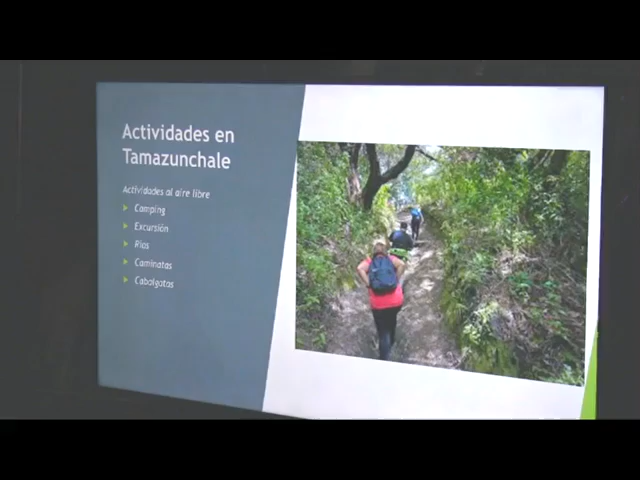 Actividades en
Tamazunchale
Actividades al aire libre
Camping
Excursión
Ríos
Caminatas
Cabalgatas